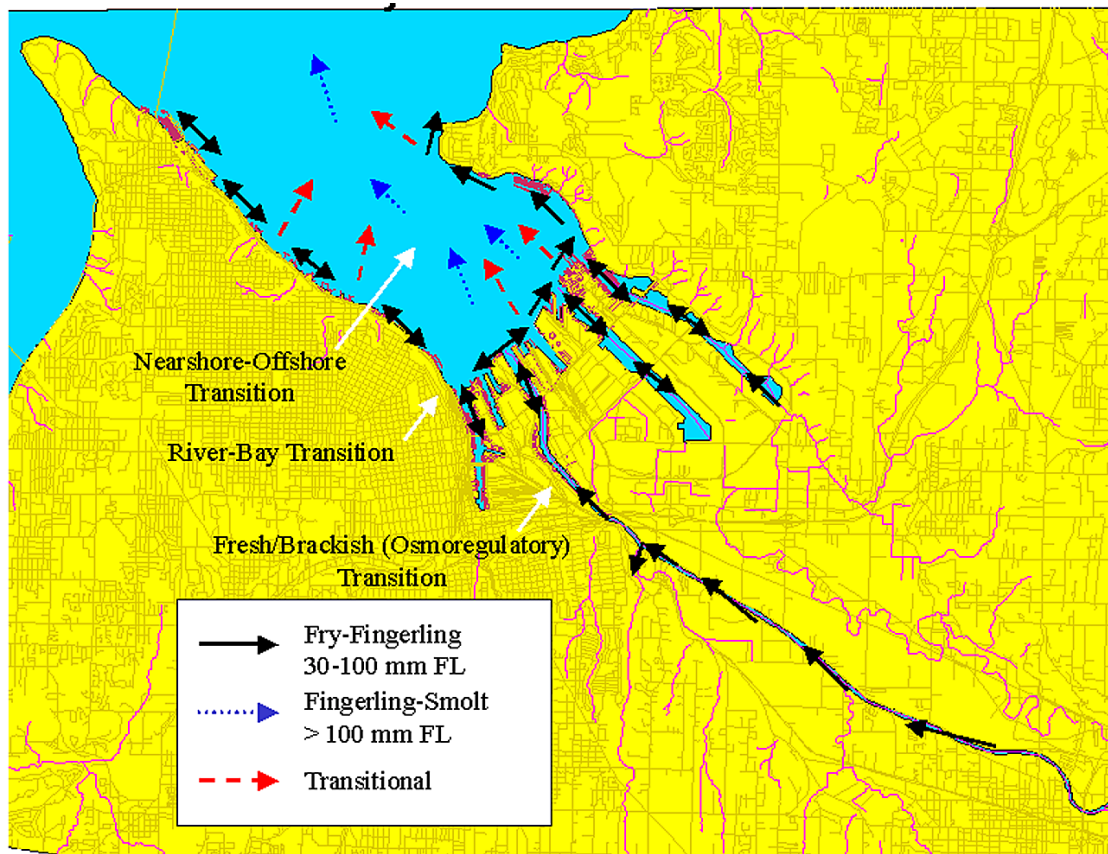 Nearshore-Offshore
Transition
River-Bay Transition
Fresh/Brackish (Osmoregulatory)
Transition
Fry-Fingerling
30-100 mm FL
Fingerling-Smolt
> 100 mm FL
Transitional